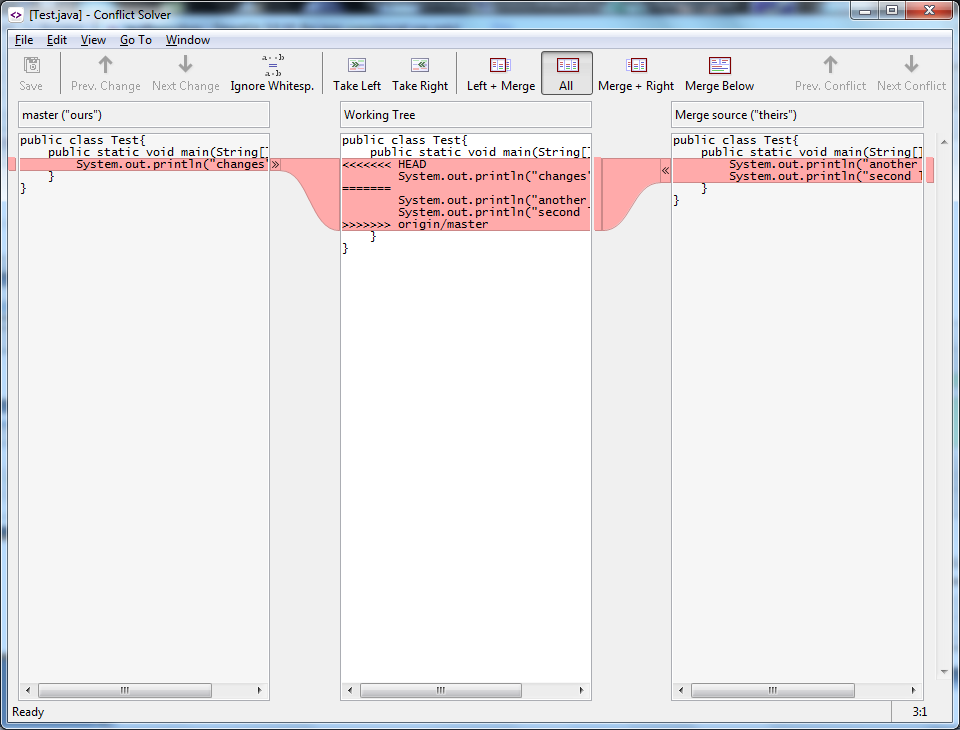 [Test.java] - Conflict Solver
File Edit View Go To Window
a··b
=
a·b
Save Prev. Change Next Change Ignore Whitesp. Take Left Take Right Left + Merge All Merge + Right Merge Below Prev. Conflict Next Conflict
master ("ours")
public class Test{
public static void main(String[]
System.out.println("changes
}
}
Working Tree
public class Test{
public static void main(String[]
<<<<<<< HEAD
System.out.println("changes"
=======
System.out.println("another
System.out.println("second
>>>>>>> origin/master
}
}
Merge source ("theirs")
public class Test{
public static void main(String[]
System.out.println("another
System.out.println("second
}
}
Ready 3:1